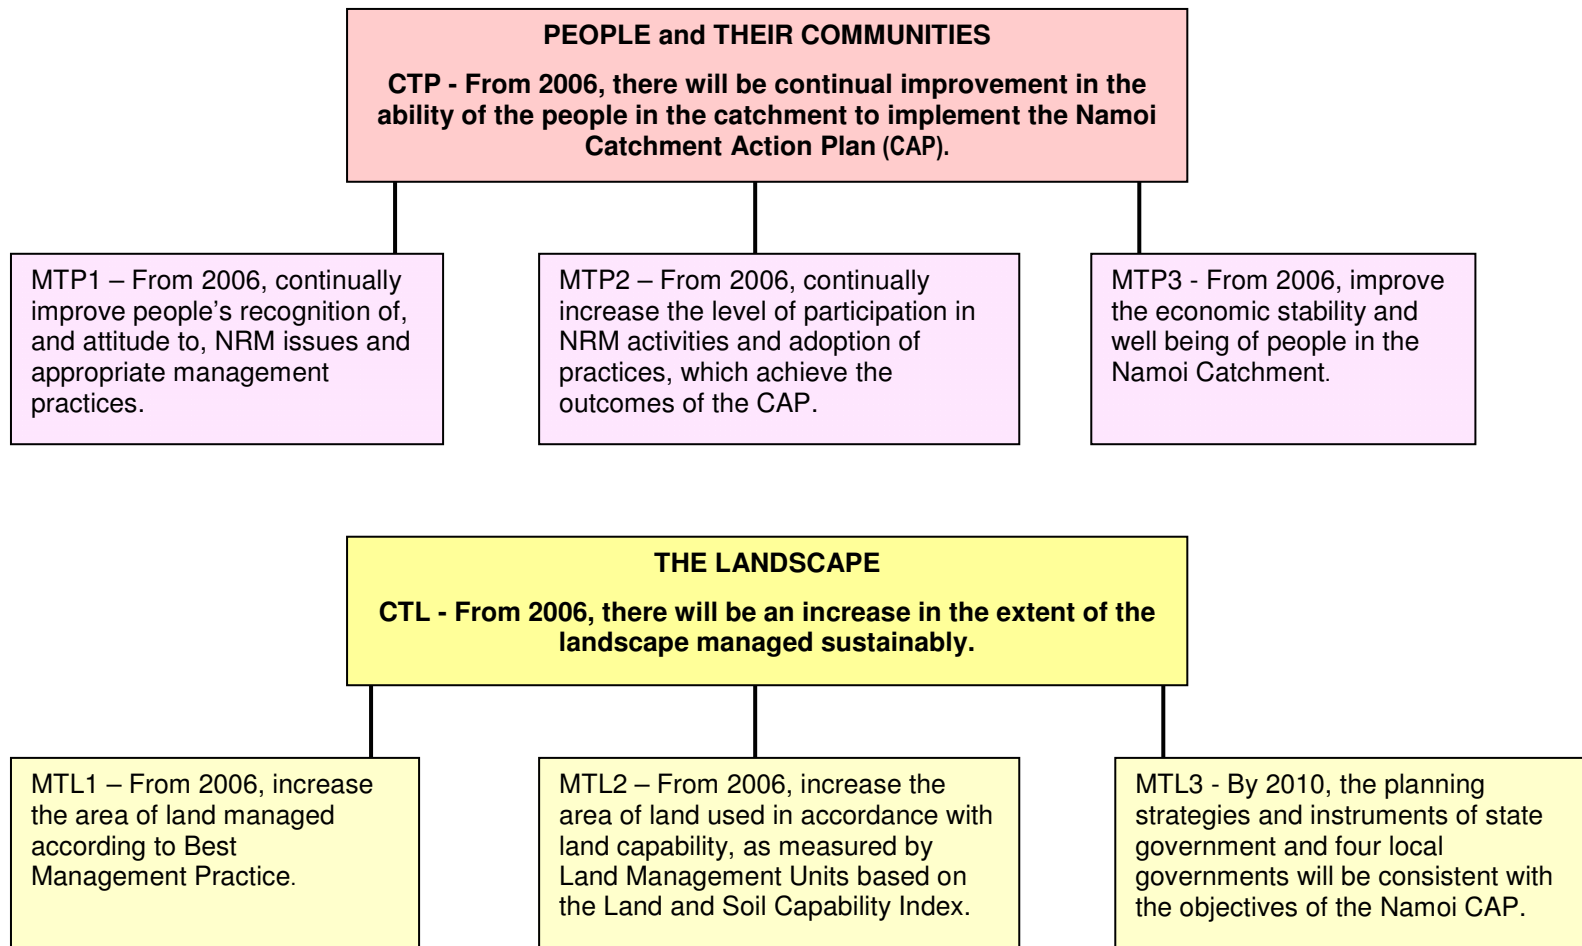 PEOPLE and THEIR COMMUNITIES
CTP - From 2006, there will be continual improvement in the
ability of the people in the catchment to implement the Namoi
Catchment Action Plan (CAP).
MTP1 – From 2006, continually
improve people’s recognition of,
and attitude to, NRM issues and
appropriate management
practices.
MTP2 – From 2006, continually
increase the level of participation in
NRM activities and adoption of
practices, which achieve the
outcomes of the CAP.
MTP3 - From 2006, improve
the economic stability and
well being of people in the
Namoi Catchment.
THE LANDSCAPE
CTL - From 2006, there will be an increase in the extent of the
landscape managed sustainably.
MTL1 – From 2006, increase
the area of land managed
according to Best
Management Practice.
MTL2 – From 2006, increase the
area of land used in accordance with
land capability, as measured by
Land Management Units based on
the Land and Soil Capability Index.
MTL3 - By 2010, the planning
strategies and instruments of state
government and four local
governments will be consistent with
the objectives of the Namoi CAP.